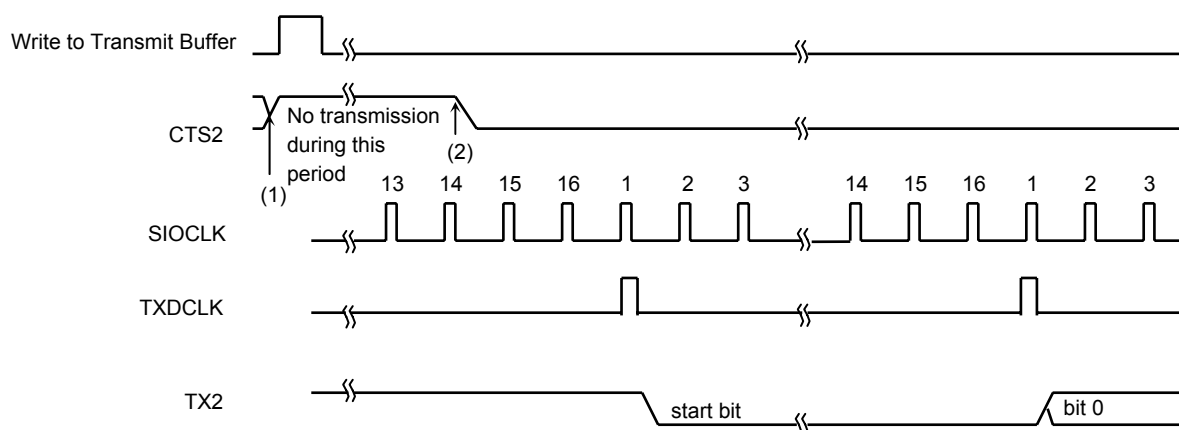 Write to Transmit Buffer
CTS2
No transmission
during this
period
(1)
(2)
13 14 15 16 1 2 3 14 15 16 1 2 3
SIOCLK
TXDCLK
TX2
start bit
bit 0